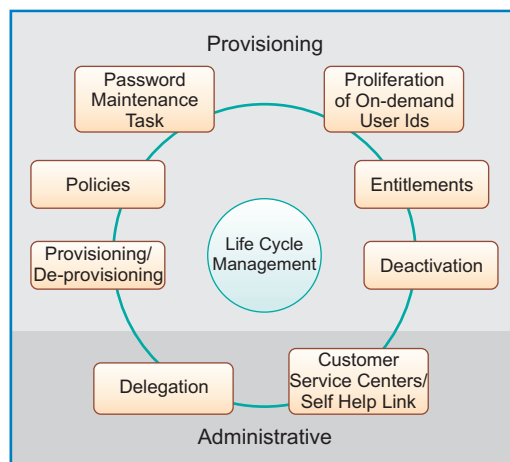 Provisioning
Password
Maintenance
Task
Proliferation
of On-demand
User Ids
Policies
Entitlements
Life Cycle
Management
Provisioning/
De-provisioning
Deactivation
Delegation
Customer
Service Centers/
Self Help Link
Administrative